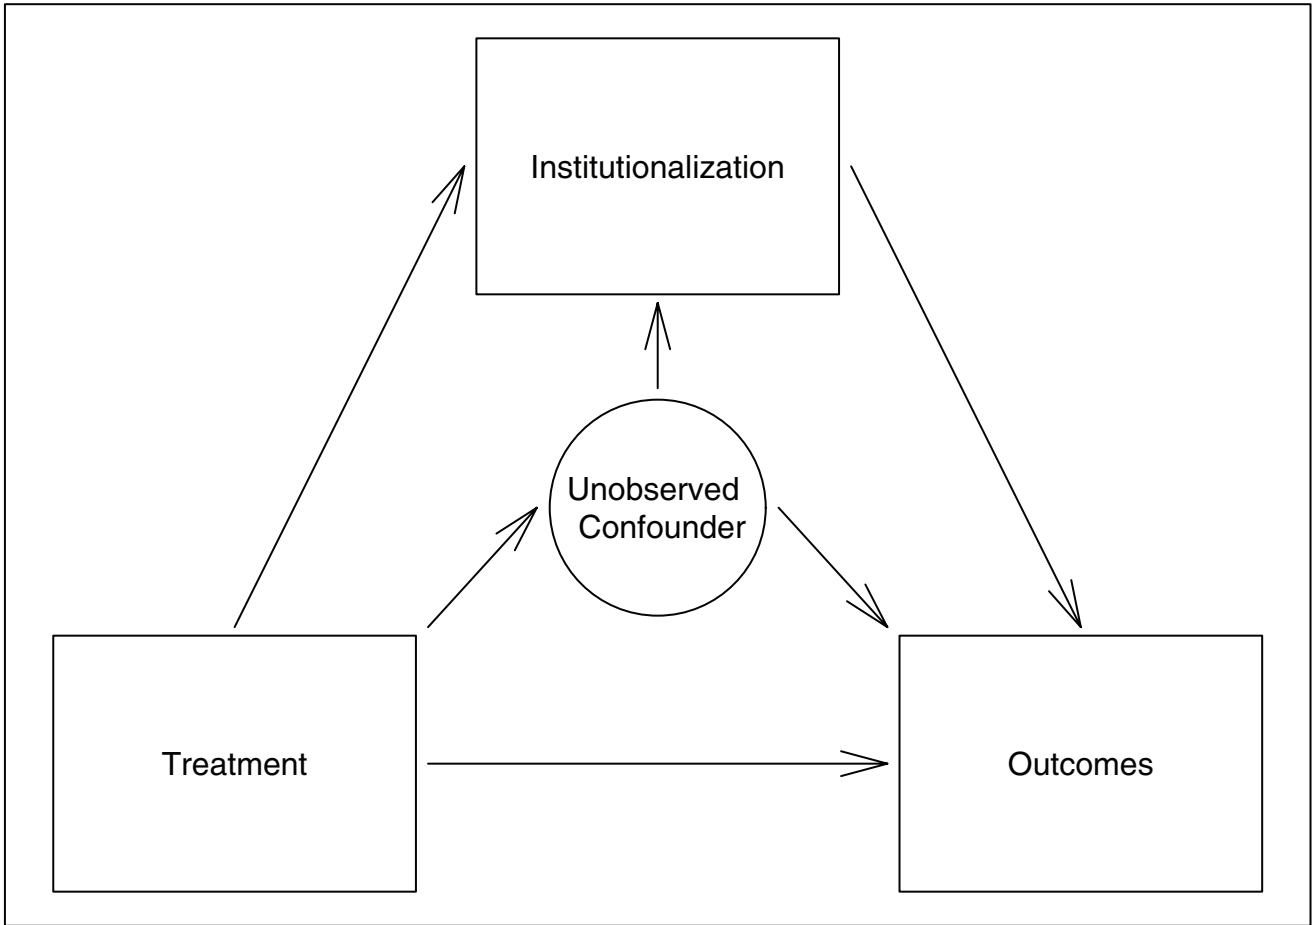 Institutionalization
Unobserved
Confounder
Treatment
Outcomes